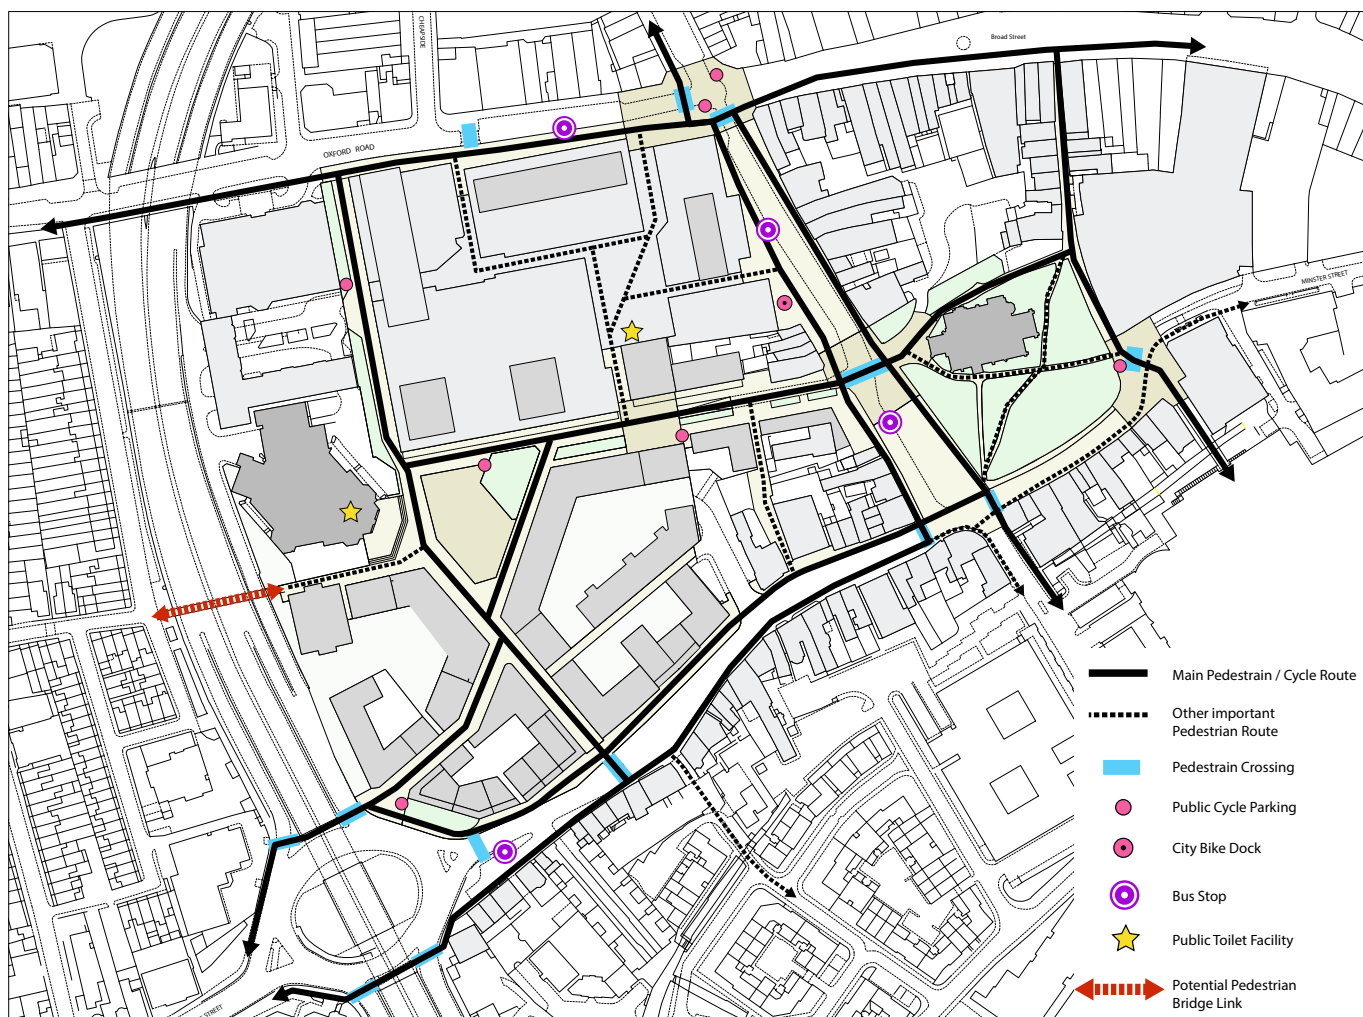 CHEAPSIDE
Broad Street
OXFORD ROAD
MINSTER STREET
STREET
Main Pedestrain / Cycle Route
Other important
Pedestrian Route
Pedestrain Crossing
Public Cycle Parking
City Bike Dock
Bus Stop
Public Toilet Facility
Potential Pedestrian
Bridge Link